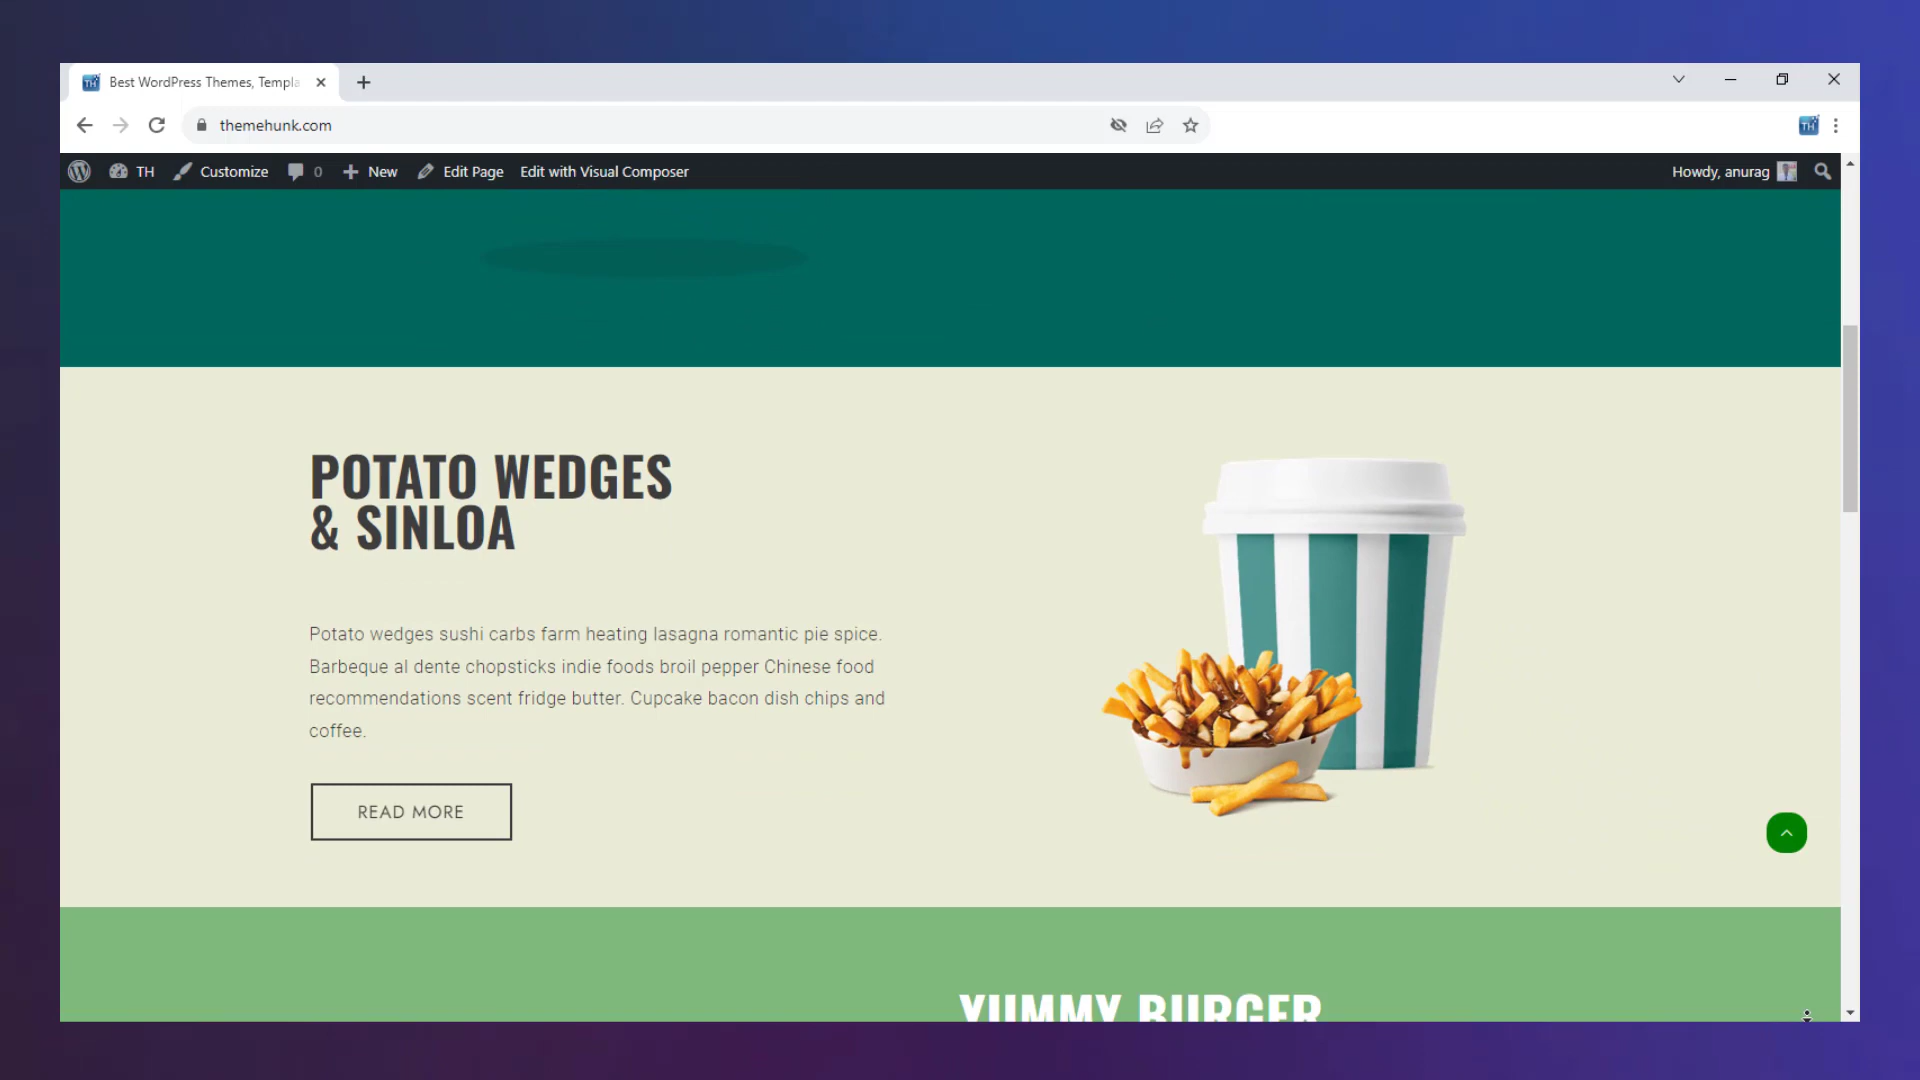 Best WordPress Themes, Templa
themehunk.com
TH Customize 0 New Edit Page Edit with Visual Composer Howdy, anurag
POTATO WEDGES
& SINLOA
Potato wedges sushi carbs farm heating lasagna romantic pie spice.
Barbeque al dente chopsticks indie foods broil pepper Chinese food
recommendations scent fridge butter. Cupcake bacon dish chips and
coffee.
READ MORE
YUMMY BURGER